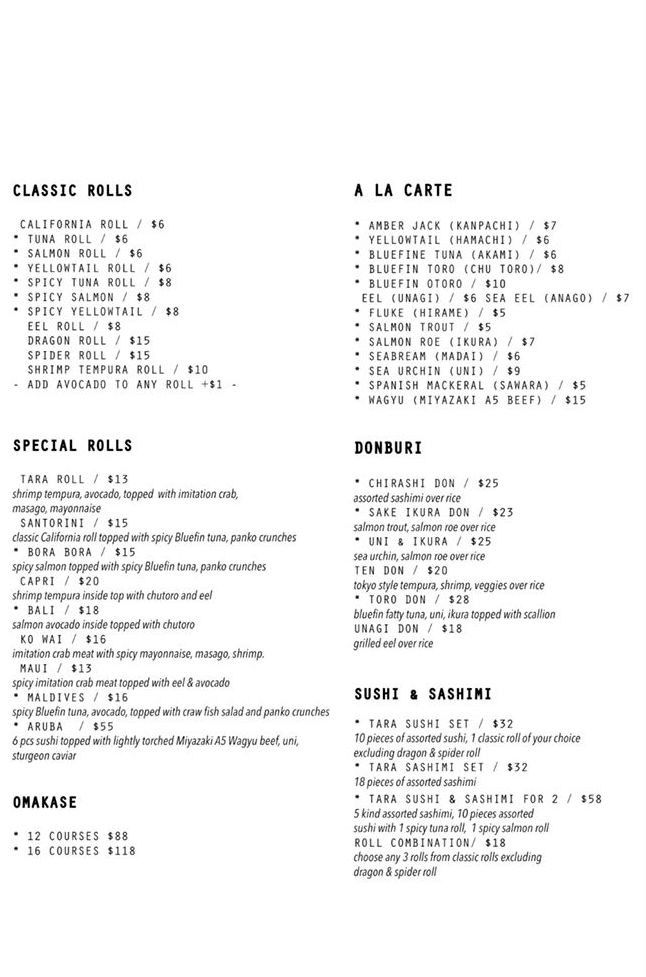 CLASSIC ROLLS
CALIFORNIA ROLL / $6
* TUNA ROLL / $6
* SALMON ROLL / $6
* YELLOWTAIL ROLL / $6
* SPICY TUNA ROLL / $8
* SPICY SALMON / $8
* SPICY YELLOWTAIL / $8
EEL ROLL / $8
DRAGON ROLL / $15
SPIDER ROLL / $15
SHRIMP TEMPURA ROLL / $10
- ADD AVOCADO TO ANY ROLL +$1 -
SPECIAL ROLLS
TARA ROLL / $13
shrimp tempura, avocado, topped with imitation crab,
masago, mayonnaise
SANTORINI / $15
classic California roll topped with spicy Bluefin tuna, panko crunches
* BORA BORA / $15
spicy salmon topped with spicy Bluefin tuna, panko crunches
CAPRI / $20
shrimp tempura inside top with chutoro and eel
* BALI / $18
salmon avocado inside topped with chutoro
KO WAI / $16
imitation crab meat with spicy mayonnaise, masago, shrimp.
MAUI / $13
spicy imitation crab meat topped with eel & avocado
* MALDIVES / $16
spicy Bluefin tuna, avocado, topped with craw fish salad and panko crunches
* ARUBA / $55
6 pcs sushi topped with lightly torched Miyazaki A5 Wagyu beef, uni,
sturgeon caviar
OMAKASE
* 12 COURSES $88
* 16 COURSES $118
A LA CARTE
* AMBER JACK (KANPACHI) / $7
* YELLOWTAIL (HAMACHI) / $6
* BLUEFINE TUNA (AKAMI) / $6
* BLUEFIN TORO (CHU TORO)/ $8
* BLUEFIN OTORO / $10
EEL (UNAGI) / $6 SEA EEL (ANAGO) / $7
* FLUKE (HIRAME) / $5
* SALMON TROUT / $5
* SALMON ROE (IKURA) / $7
* SEABREAM (MADAI) / $6
* SEA URCHIN (UNI) / $9
* SPANISH MACKERAL (SAWARA) / $5
* WAGYU (MIYAZAKI A5 BEEF) / $15
DONBURI
* CHIRASHI DON / $25
assorted sashimi over rice
* SAKE IKURA DON / $23
salmon trout, salmon roe over rice
* UNI & IKURA / $25
sea urchin, salmon roe over rice
TEN DON / $20
tokyo style tempura, shrimp, veggies over rice
* TORO DON / $28
bluefin fatty tuna, uni, ikura topped with scallion
UNAGI DON / $18
grilled eel over rice
SUSHI & SASHIMI
* TARA SUSHI SET / $32
10 pieces of assorted sushi, 1 classic roll of your choice
excluding dragon & spider roll
* TARA SASHIMI SET / $32
18 pieces of assorted sashimi
* TARA SUSHI & SASHIMI FOR 2 / $58
5 kind assorted sashimi, 10 pieces assorted
sushi with 1 spicy tuna roll, 1 spicy salmon roll
ROLL COMBINATION/ $18
choose any 3 rolls from classic rolls excluding
dragon & spider roll